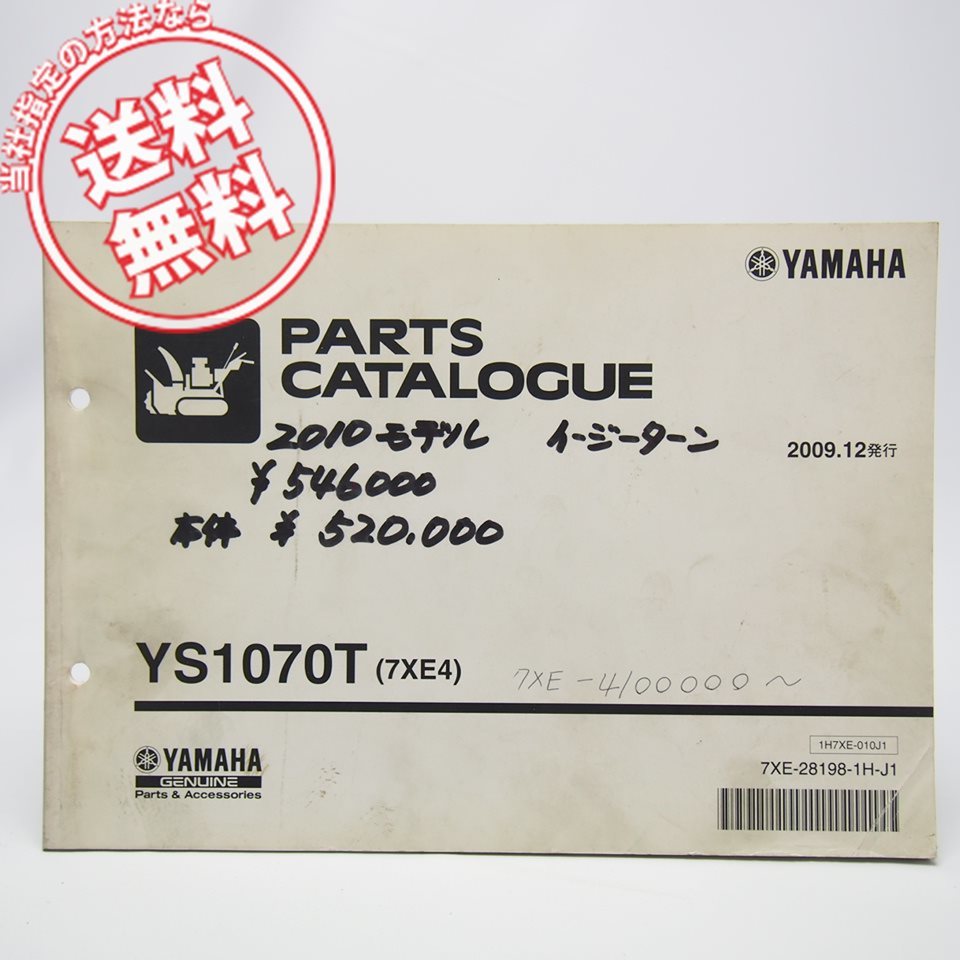 当社指定の方法なら
送料
無料
YAMAHA
PARTS
CATALOGUE
2010モデル イージーターン
2009.12発行
¥546000
本体 ¥520.000
YS1070T (7XE4)
7XE-4100000～
1H7XE-010J1
YAMAHA
GENUINE
Parts & Accessories
7XE-28198-1H-J1